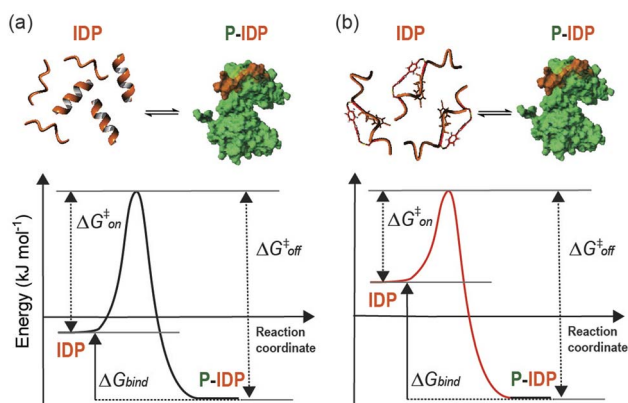 (a)
IDP
P-IDP
(b)
IDP
P-IDP
Energy (kJ mol-1)
ΔG‡on
ΔG‡off
IDP
Reaction
coordinate
ΔGbind
P-IDP
ΔG‡on
ΔG‡off
IDP
Reaction
coordinate
ΔGbind
P-IDP